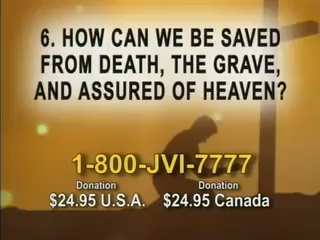 6. HOW CAN WE BE SAVED
FROM DEATH, THE GRAVE,
AND ASSURED OF HEAVEN?
1-800-JVI-7777
Donation Donation
$24.95 U.S.A. $24.95 Canada